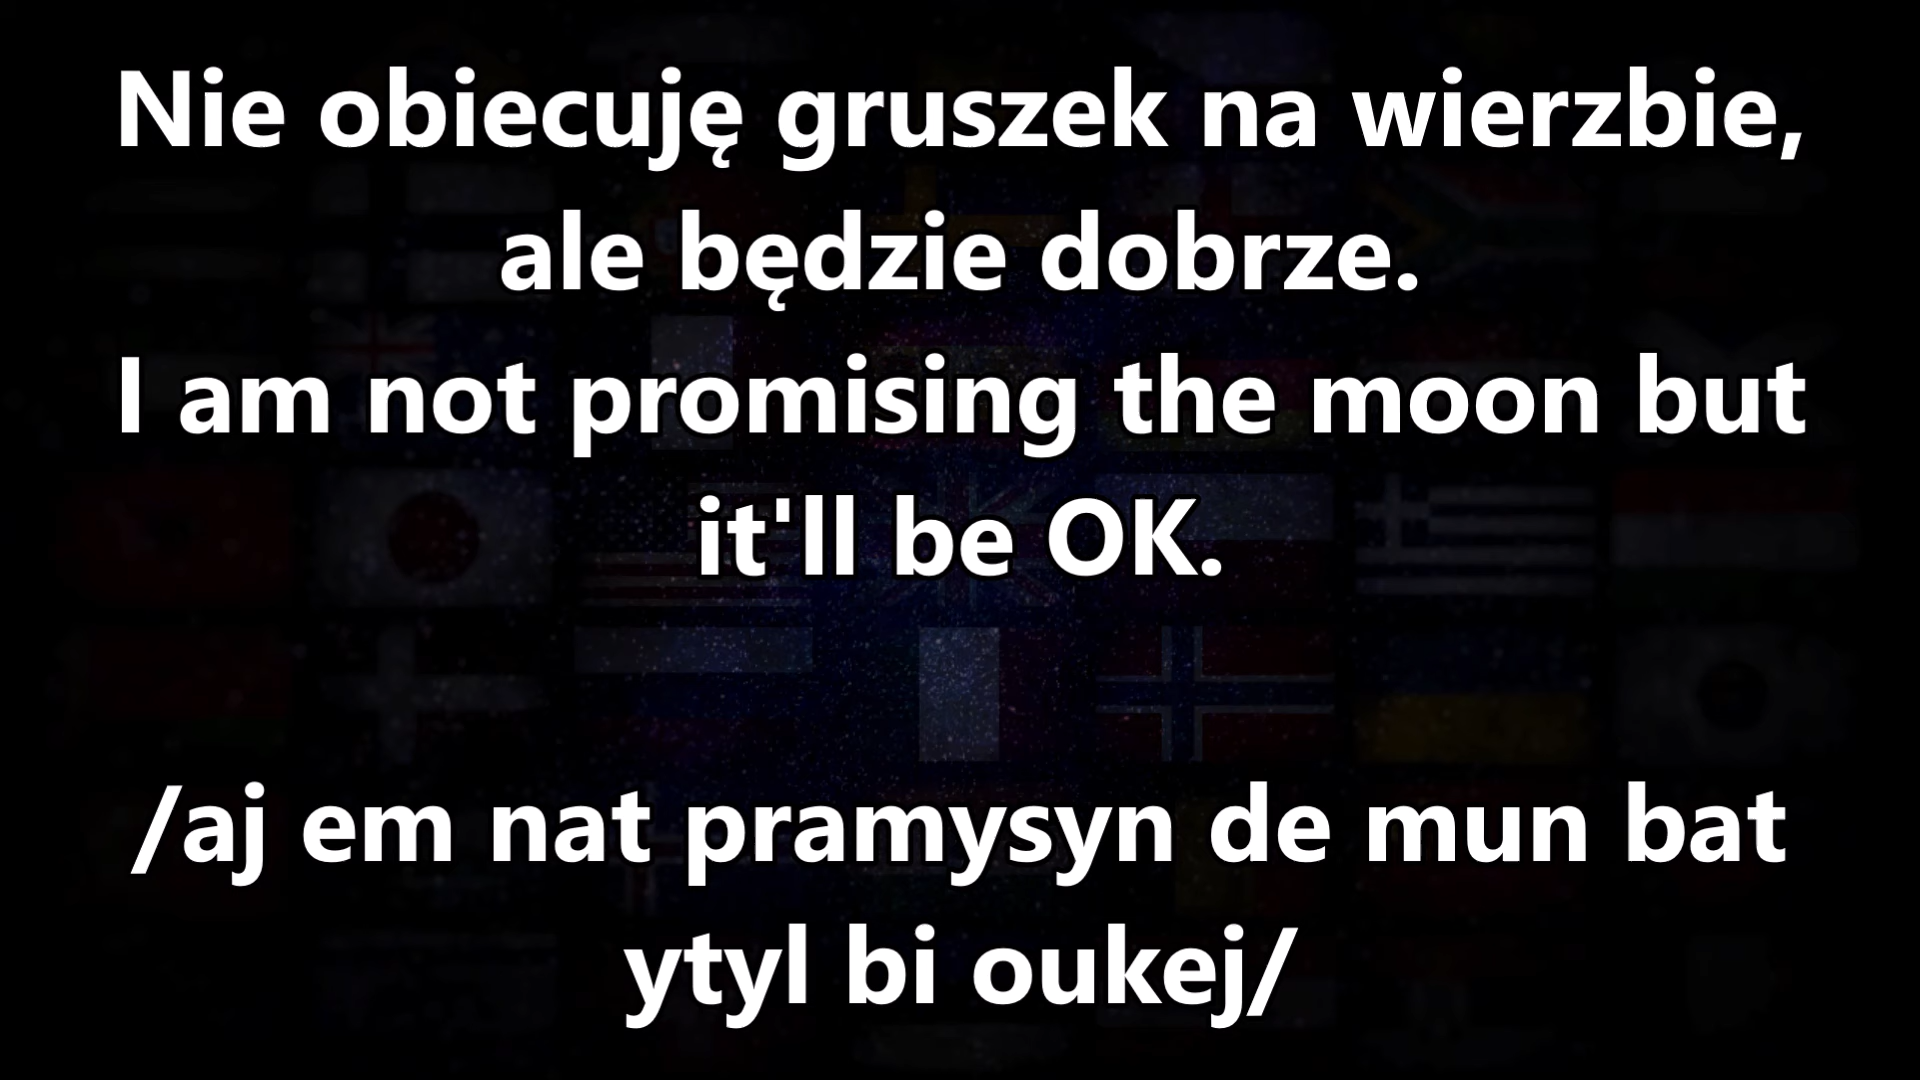 Nie obiecuję gruszek na wierzbie,
ale będzie dobrze.
I am not promising the moon but
it'll be OK.
/aj em nat pramysyn de mun bat
ytyl bi oukej/